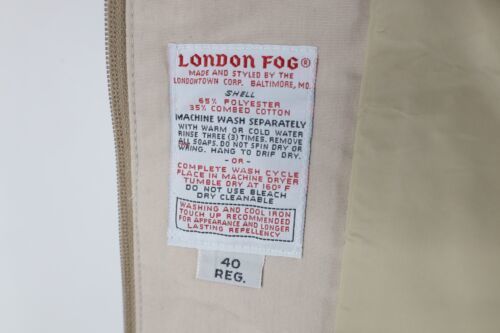 LONDON FOG®
MADE AND STYLED BY THE
LONDONTOWN CORP. BALTIMORE, MD.
SHELL
65% POLYESTER
35% COMBED COTTON
MACHINE WASH SEPARATELY
WITH WARM OR COLD WATER
RINSE THREE (3) TIMES. REMOVE
ALL SOAPS. DO NOT SPIN DRY OR
WRING. HANG TO DRIP DRY.
- OR -
COMPLETE WASH CYCLE
PLACE IN MACHINE DRYER
TUMBLE DRY AT 160° F
DO NOT USE BLEACH
DRY CLEANABLE
WASHING AND COOL IRON
TOUCH UP RECOMMENDED
FOR APPEARANCE AND LONGER
LASTING REPELLENCY
40
REG.